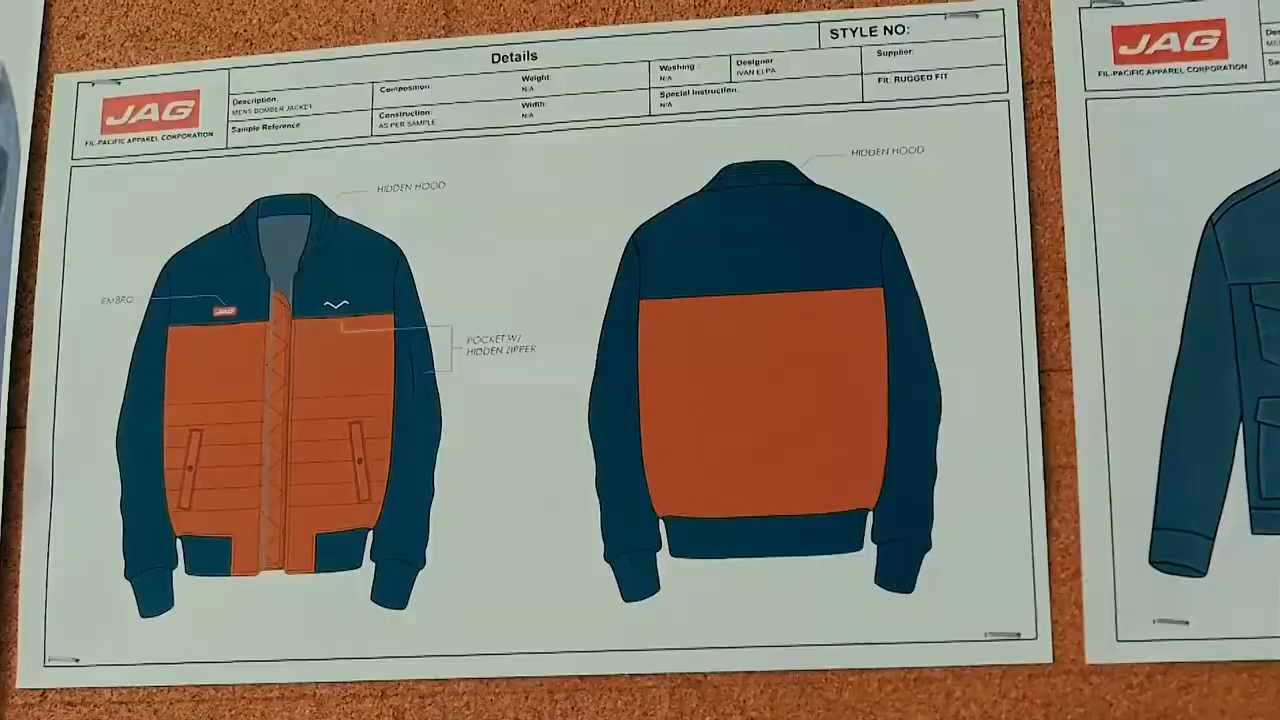 JAG
FIL-PACIFIC APPAREL CORPORATION
Details
STYLE NO:
Description:
MENS BOMBER JACKET
Sample Reference
Composition:
Construction:
AS PER SAMPLE
Weight:
N/A
Width:
N/A
Washing
N/A
Designer
IVAN ELPA
Special Instruction:
N/A
Supplier:
Fit: RUGGED FIT
HIDDEN HOOD
EMBRO
JAG
POCKET W/
HIDDEN ZIPPER
HIDDEN HOOD
JAG
FIL-PACIFIC APPAREL CORPORATION